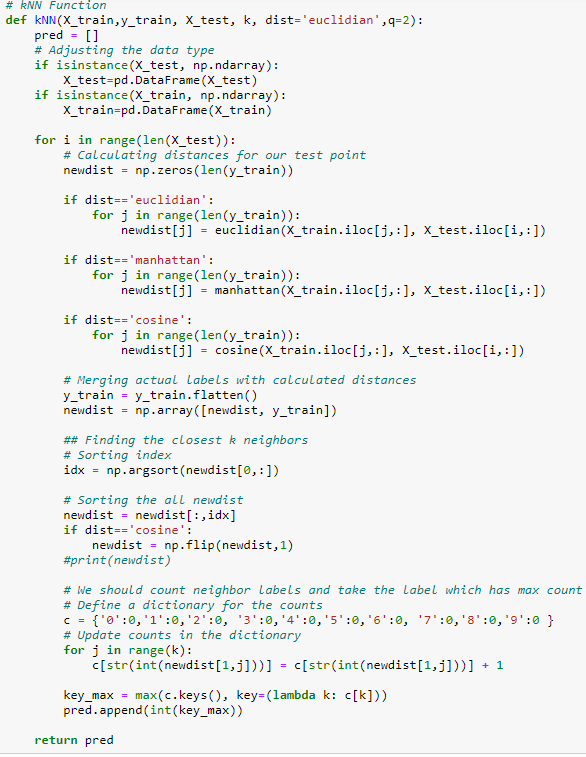 # kNN Function
def kNN(X_train,y_train, X_test, k, dist='euclidian',q=2):
    pred = []
    # Adjusting the data type
    if isinstance(X_test, np.ndarray):
        X_test=pd.DataFrame(X_test)
    if isinstance(X_train, np.ndarray):
        X_train=pd.DataFrame(X_train)

    for i in range(len(X_test)):
        # Calculating distances for our test point
        newdist = np.zeros(len(y_train))

        if dist=='euclidian':
            for j in range(len(y_train)):
                newdist[j] = euclidian(X_train.iloc[j,:], X_test.iloc[i,:])

        if dist=='manhattan':
            for j in range(len(y_train)):
                newdist[j] = manhattan(X_train.iloc[j,:], X_test.iloc[i,:])

        if dist=='cosine':
            for j in range(len(y_train)):
                newdist[j] = cosine(X_train.iloc[j,:], X_test.iloc[i,:])

        # Merging actual labels with calculated distances
        y_train = y_train.flatten()
        newdist = np.array([newdist, y_train])

        ## Finding the closest k neighbors
        # Sorting index
        idx = np.argsort(newdist[0,:])

        # Sorting the all newdist
        newdist = newdist[:,idx]
        if dist=='cosine':
            newdist = np.flip(newdist,1)
        #print(newdist)

        # We should count neighbor labels and take the label which has max count
        # Define a dictionary for the counts
        c = {'0':0,'1':0,'2':0, '3':0,'4':0,'5':0,'6':0, '7':0,'8':0,'9':0 }
        # Update counts in the dictionary
        for j in range(k):
            c[str(int(newdist[1,j]))] = c[str(int(newdist[1,j]))] + 1

        key_max = max(c.keys(), key=(lambda k: c[k]))
        pred.append(int(key_max))

    return pred